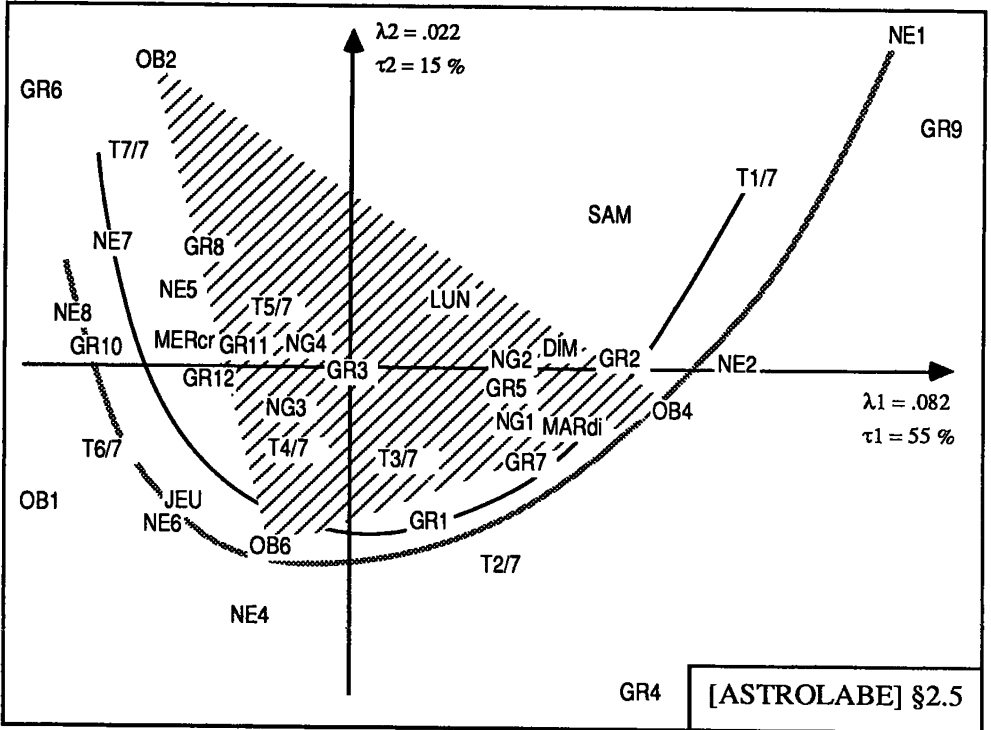 λ2 = .022
τ2 = 15 %
NE1
OB2
GR6
GR9
T7/7
T1/7
SAM
NE7
GR8
NE5
T5/7
LUN
NE8
GR10
MERcr
GR11
NG4
NG2
DIM
GR2
NE2
GR3
GR12
GR5
λ1 = .082
τ1 = 55 %
NG3
NG1
MARdi
OB4
T6/7
T4/7
T3/7
GR7
OB1
JEU
NE6
GR1
OB6
T2/7
NE4
GR4
[ASTROLABE] §2.5